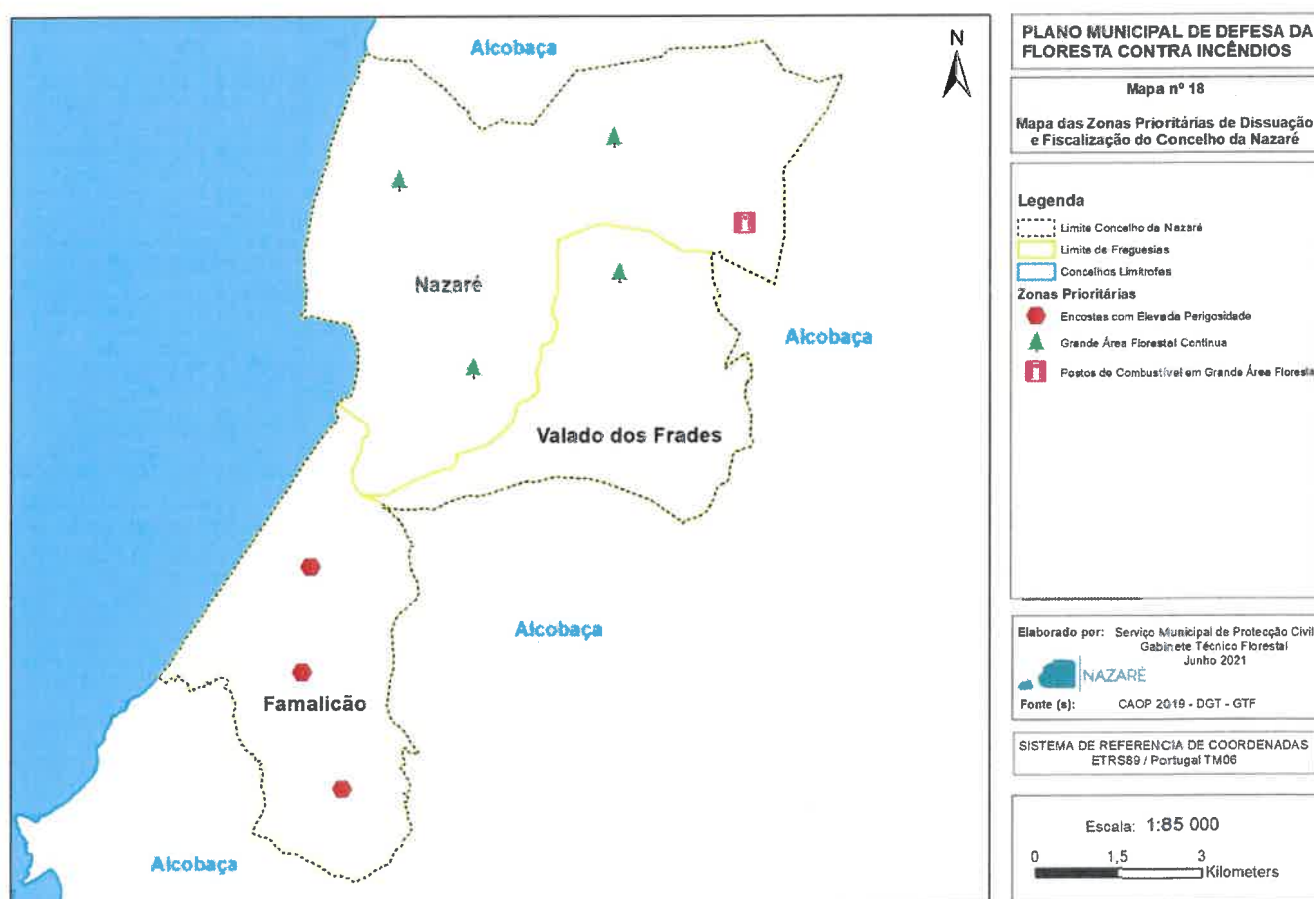 Alcobaça
N
Nazaré
Alcobaça
Valado dos Frades
Alcobaça
Famalicão
Alcobaça
PLANO MUNICIPAL DE DEFESA DA
FLORESTA CONTRA INCÊNDIOS
Mapa nº 18
Mapa das Zonas Prioritárias de Dissuação
e Fiscalização do Concelho da Nazaré
Legenda
Limite Concelho da Nazaré
Limite de Freguesias
Concelhos Limítrofes
Zonas Prioritárias
Encostas com Elevada Perigosidade
Grande Área Florestal Continua
Postos de Combustível em Grande Área Floresta
Elaborado por: Serviço Municipal de Protecção Civil
Gabinete Técnico Florestal
Junho 2021
NAZARÉ
Fonte (s): CAOP 2019 - DGT - GTF
SISTEMA DE REFERENCIA DE COORDENADAS
ETRS89 / Portugal TM06
Escala: 1:85 000
0 1,5 3
Kilometers